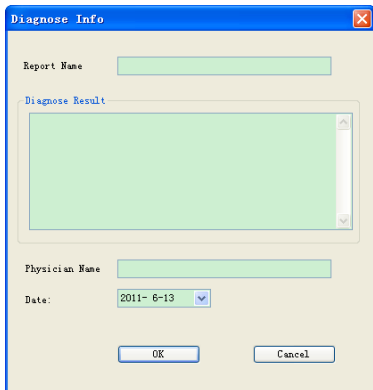 Diagnose Info
Report Name
Diagnose Result
Physician Name
Date:
2011- 6-13
OK
Cancel